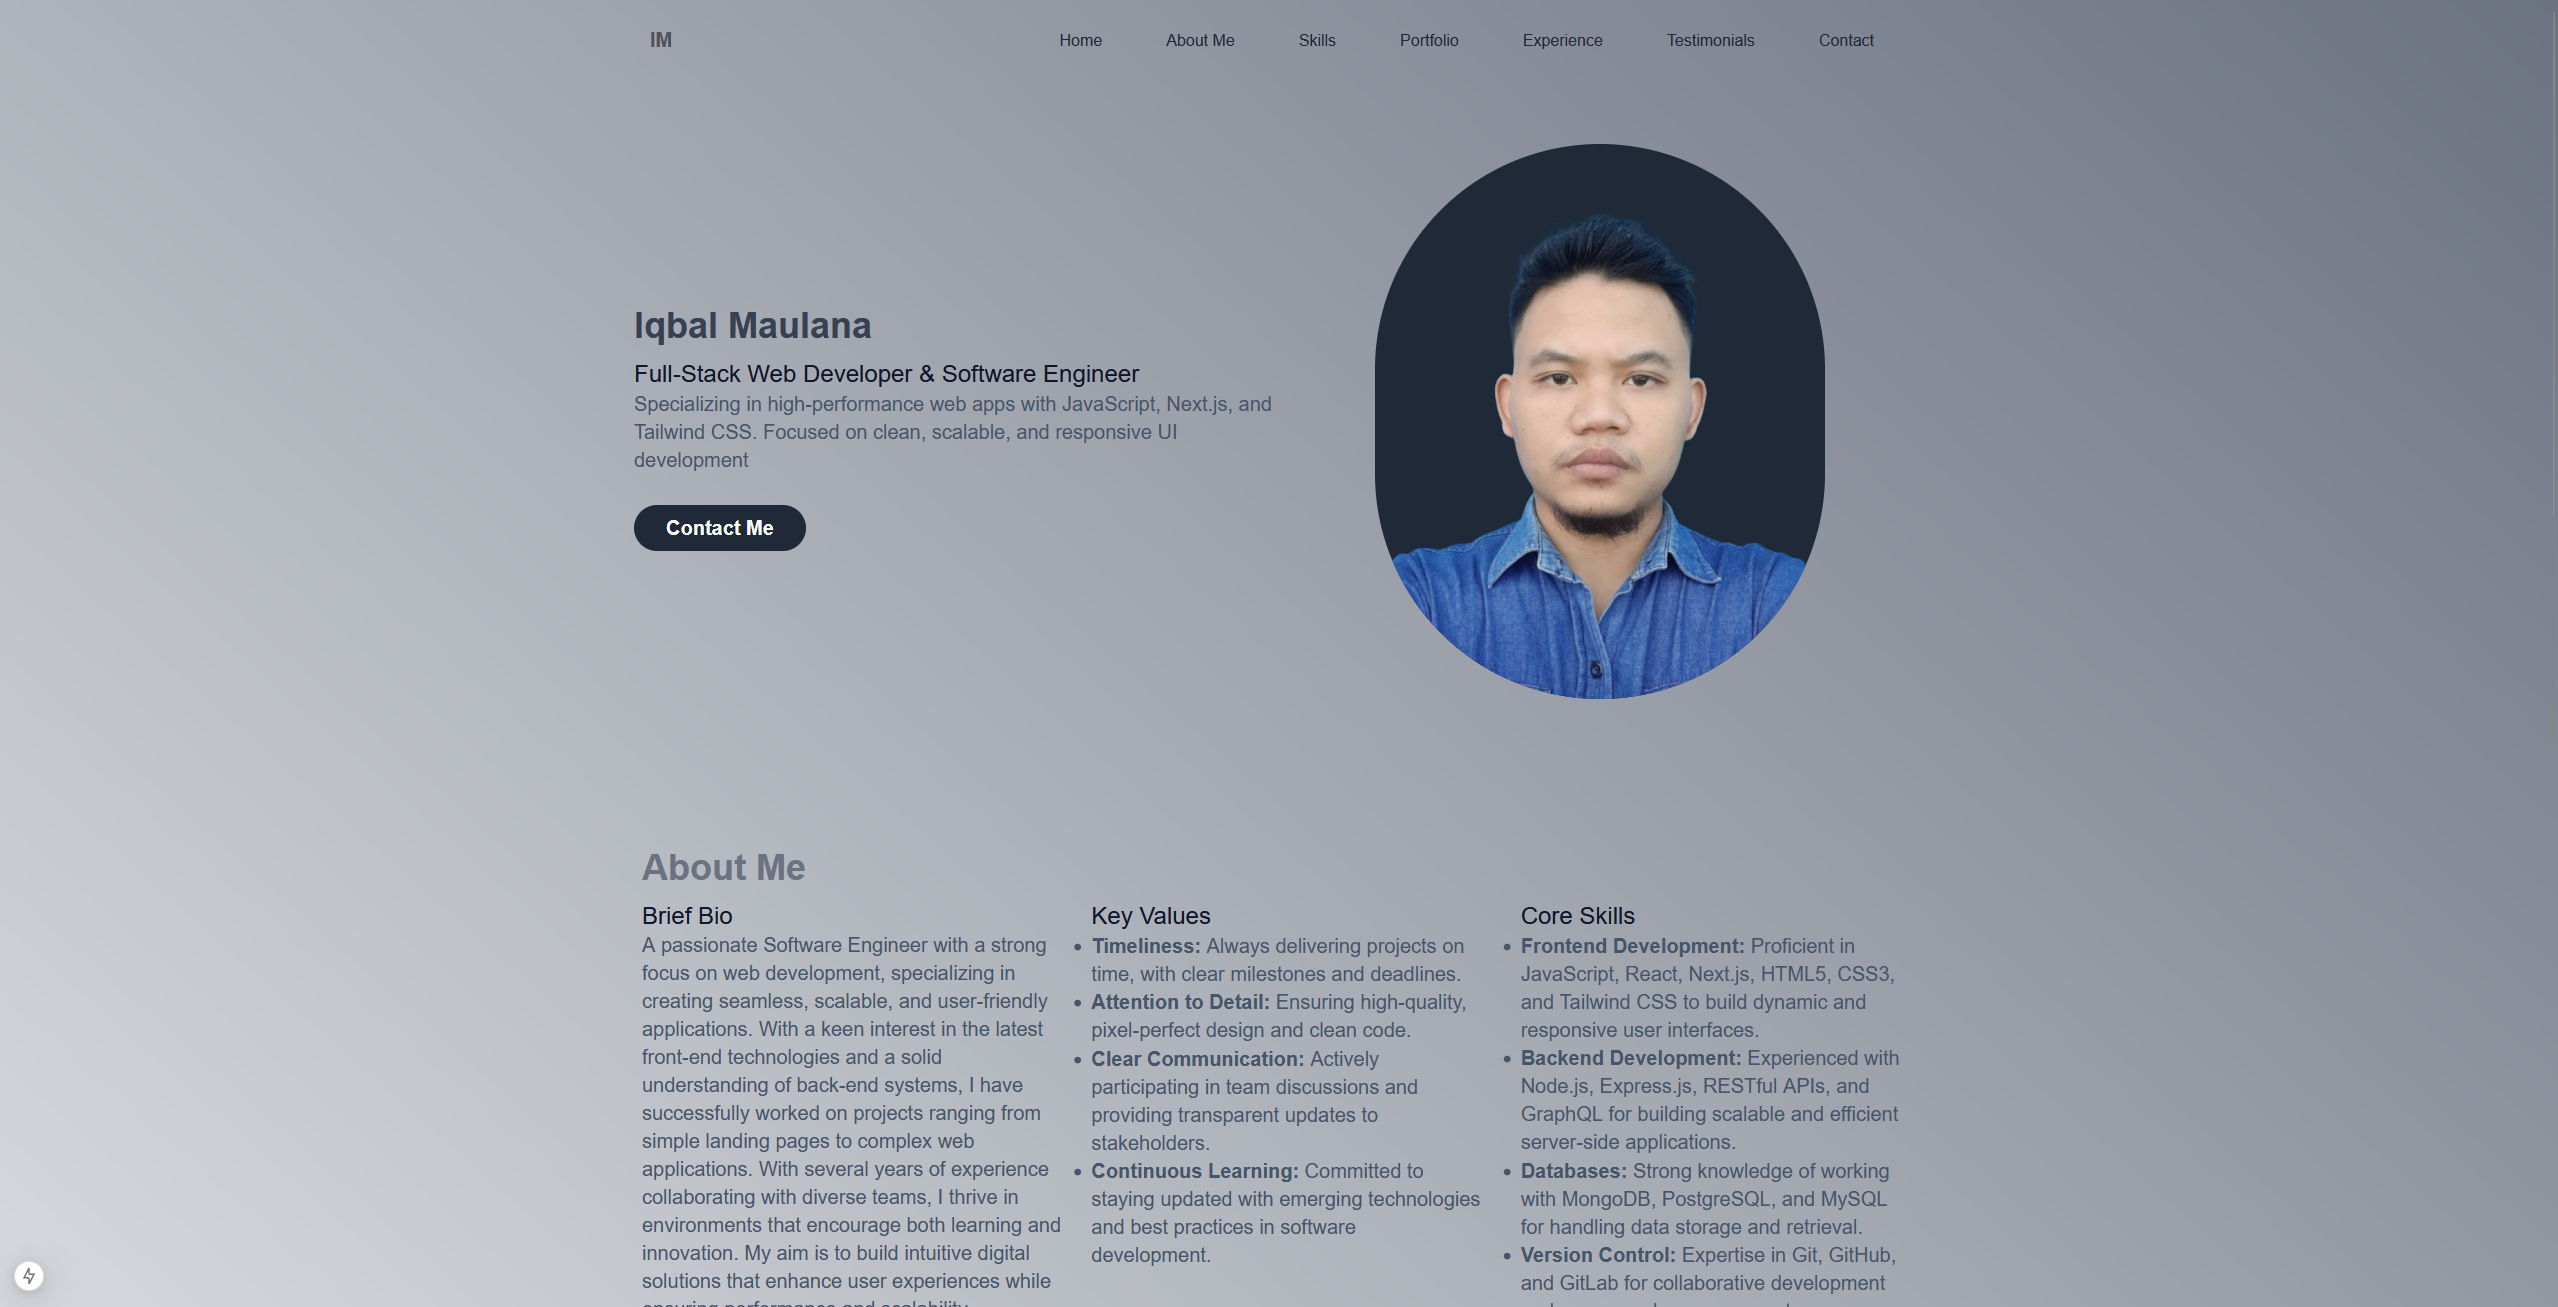 IM
Home About Me Skills Portfolio Experience Testimonials Contact
Iqbal Maulana
Full-Stack Web Developer & Software Engineer
Specializing in high-performance web apps with JavaScript, Next.js, and
Tailwind CSS. Focused on clean, scalable, and responsive UI
development
Contact Me
About Me
Brief Bio
A passionate Software Engineer with a strong
focus on web development, specializing in
creating seamless, scalable, and user-friendly
applications. With a keen interest in the latest
front-end technologies and a solid
understanding of back-end systems, I have
successfully worked on projects ranging from
simple landing pages to complex web
applications. With several years of experience
collaborating with diverse teams, I thrive in
environments that encourage both learning and
innovation. My aim is to build intuitive digital
solutions that enhance user experiences while
ensuring performance and scalability.
Key Values
• Timeliness: Always delivering projects on
time, with clear milestones and deadlines.
• Attention to Detail: Ensuring high-quality,
pixel-perfect design and clean code.
• Clear Communication: Actively
participating in team discussions and
providing transparent updates to
stakeholders.
• Continuous Learning: Committed to
staying updated with emerging technologies
and best practices in software
development.
Core Skills
• Frontend Development: Proficient in
JavaScript, React, Next.js, HTML5, CSS3,
and Tailwind CSS to build dynamic and
responsive user interfaces.
• Backend Development: Experienced with
Node.js, Express.js, RESTful APIs, and
GraphQL for building scalable and efficient
server-side applications.
• Databases: Strong knowledge of working
with MongoDB, PostgreSQL, and MySQL
for handling data storage and retrieval.
• Version Control: Expertise in Git, GitHub,
and GitLab for collaborative development